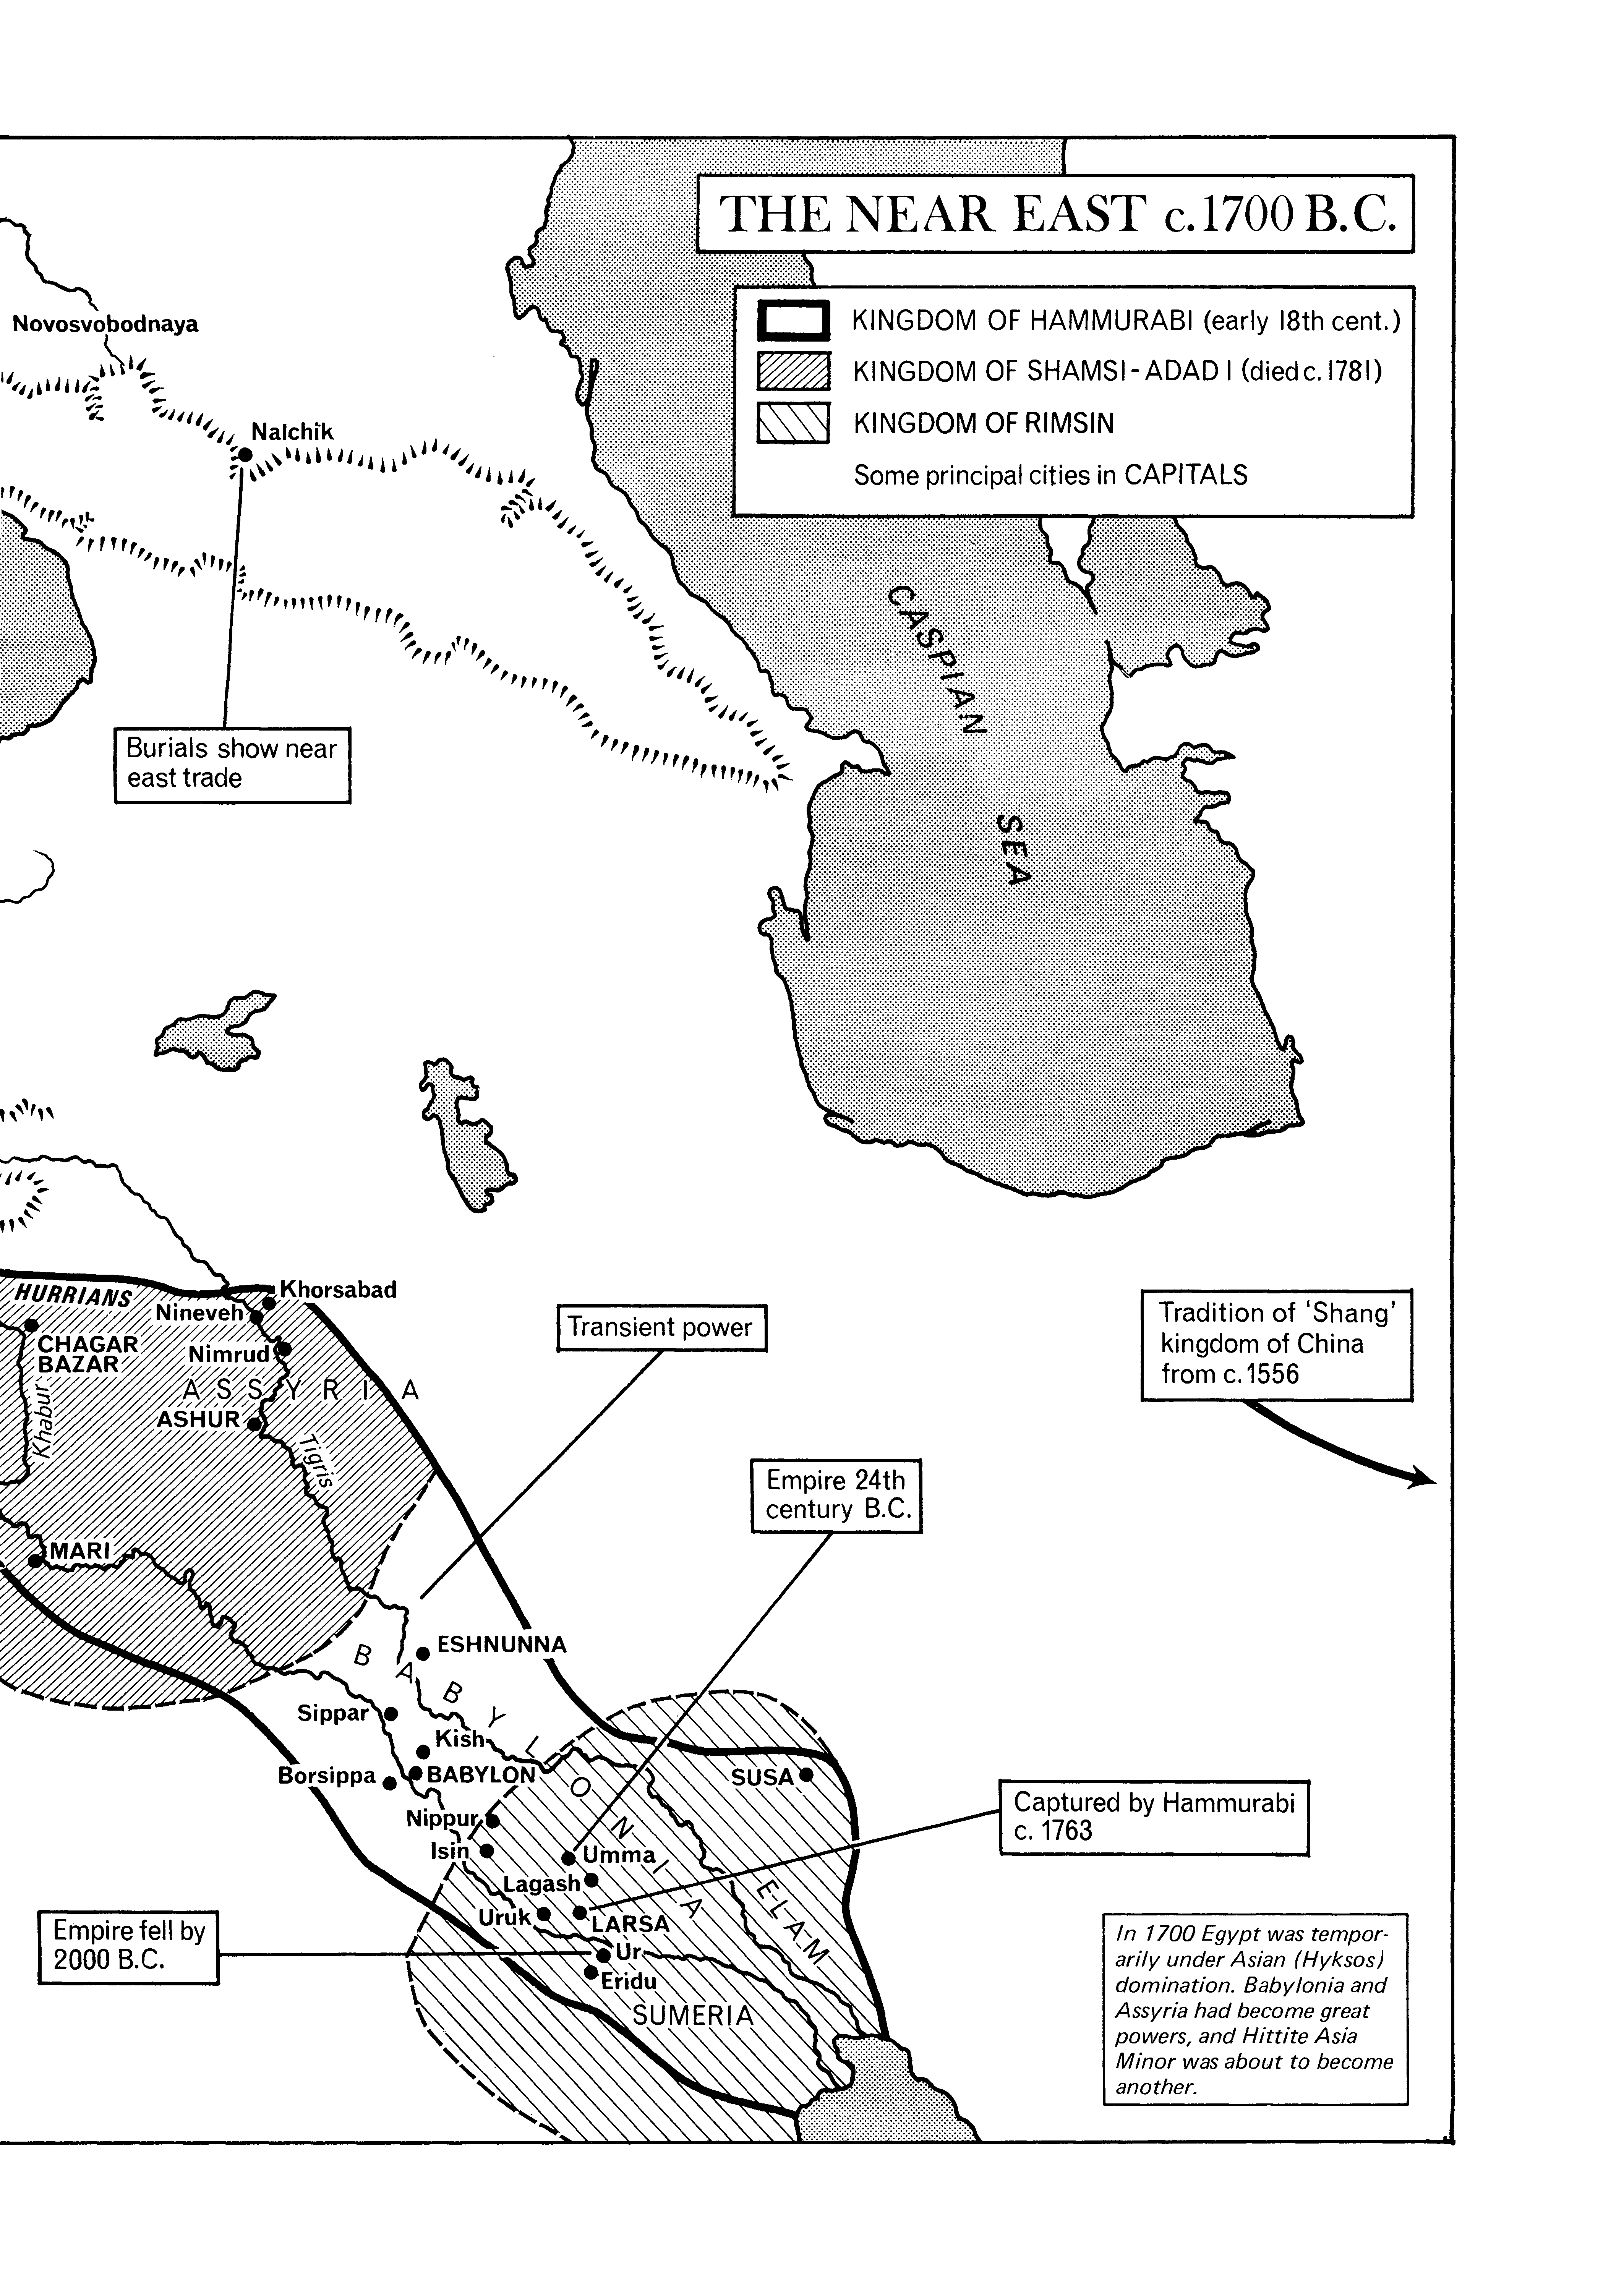 THE NEAR EAST c.1700 B.C.
KINGDOM OF HAMMURABI (early 18th cent.)
KINGDOM OF SHAMSI-ADAD I (died c. 1781)
KINGDOM OF RIMSIN
Some principal cities in CAPITALS
Novosvobodnaya
Nalchik
CASPIAN
SEA
Burials show near
east trade
HURRIANS
Khorsabad
Nineveh
CHAGAR
BAZAR
Nimrud
ASSYRIA
ASHUR
Khabur
Tigris
MARI
Transient power
Tradition of ‘Shang’
kingdom of China
from c. 1556
Empire 24th
century B.C.
ESHNUNNA
BABYLONIA
Sippar
Kish
Borsippa
BABYLON
SUSA
Nippur
Isin
Umma
Lagash
Uruk
LARSA
ELAM
Ur
Eridu
SUMERIA
Captured by Hammurabi
c. 1763
Empire fell by
2000 B.C.
In 1700 Egypt was tempor-
arily under Asian (Hyksos)
domination. Babylonia and
Assyria had become great
powers, and Hittite Asia
Minor was about to become
another.